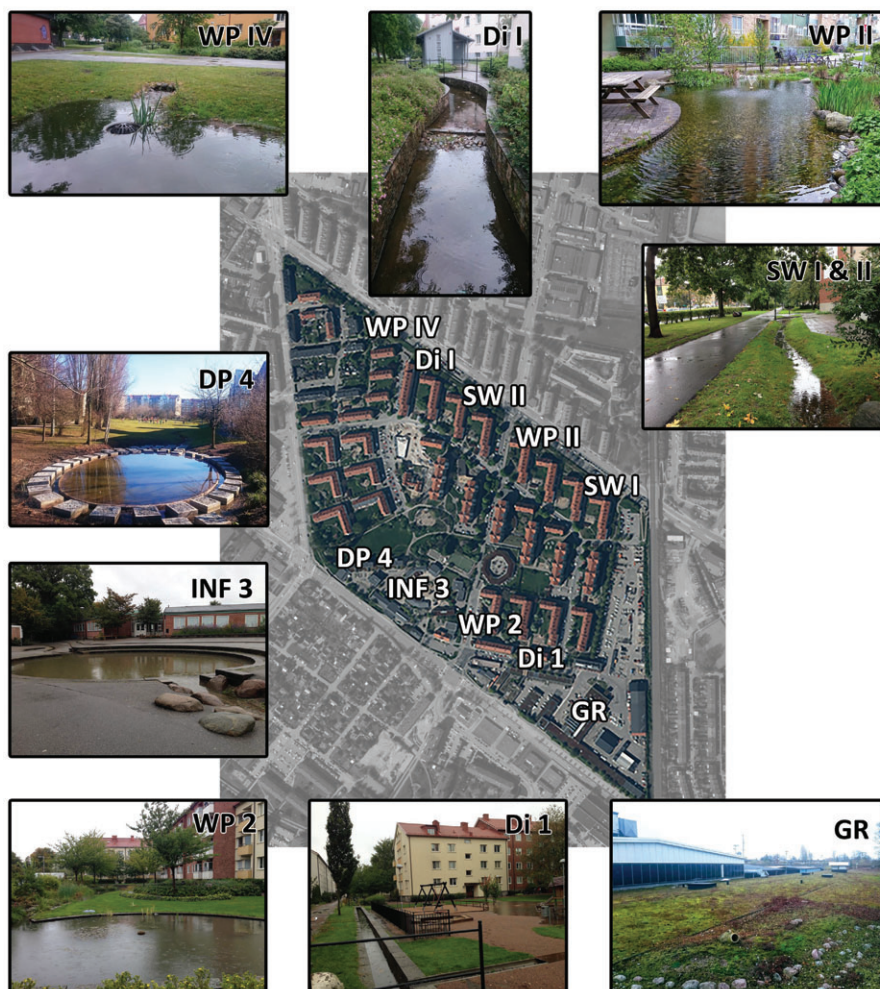 WP IV
Di I
WP II
SW I & II
WP IV
Di I
SW II
WP II
SW I
DP 4
DP 4
INF 3
INF 3
WP 2
Di 1
GR
WP 2
Di 1
GR